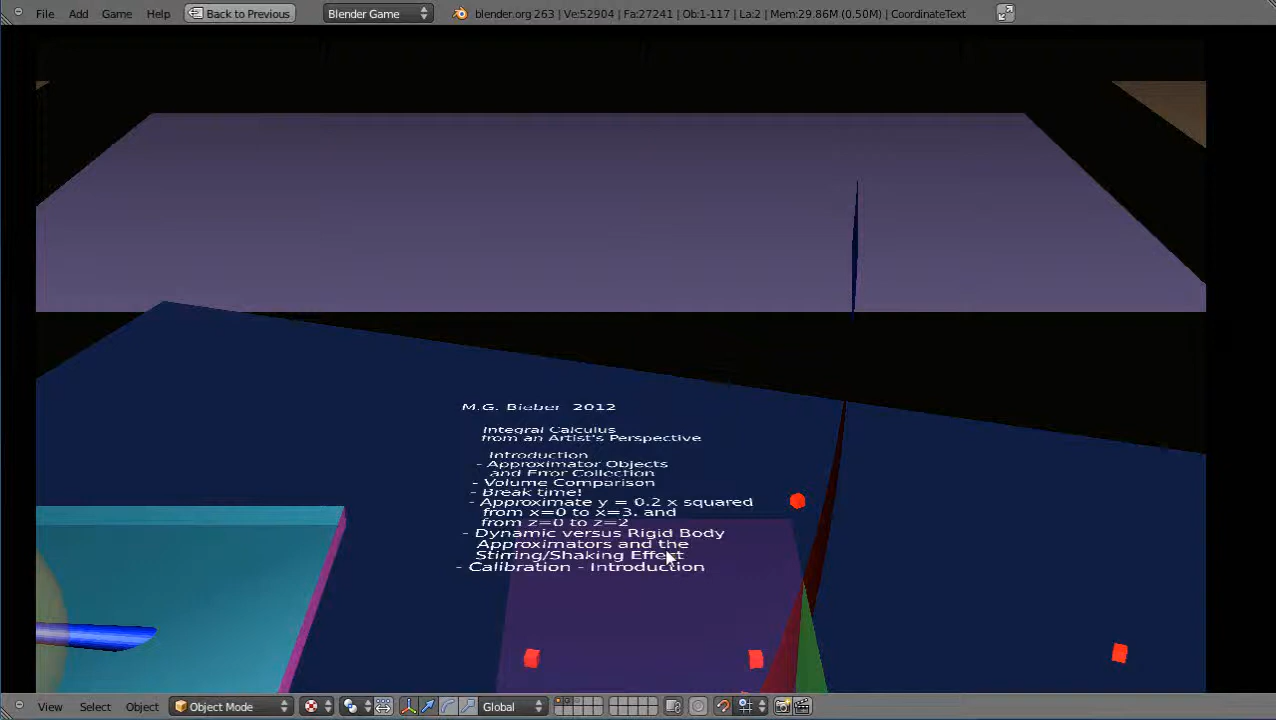 File Add Game Help Back to Previous Blender Game blender.org 263 | Ve:52904 | Fa:27241 | Ob:1-117 | La:2 | Mem:29.86M (0.50M) | CoordinateText
M.G. Bieber 2012
Integral Calculus
from an Artist's Perspective
Introduction
- Approximator Objects
and Error Collection
- Volume Comparison
- Break time!
- Approximate y = 0.2 x squared
from x=0 to x=3. and
from z=0 to z=2
- Dynamic versus Rigid Body
Approximators and the
Stirring/Shaking Effect
- Calibration - Introduction
View Select Object Object Mode Global